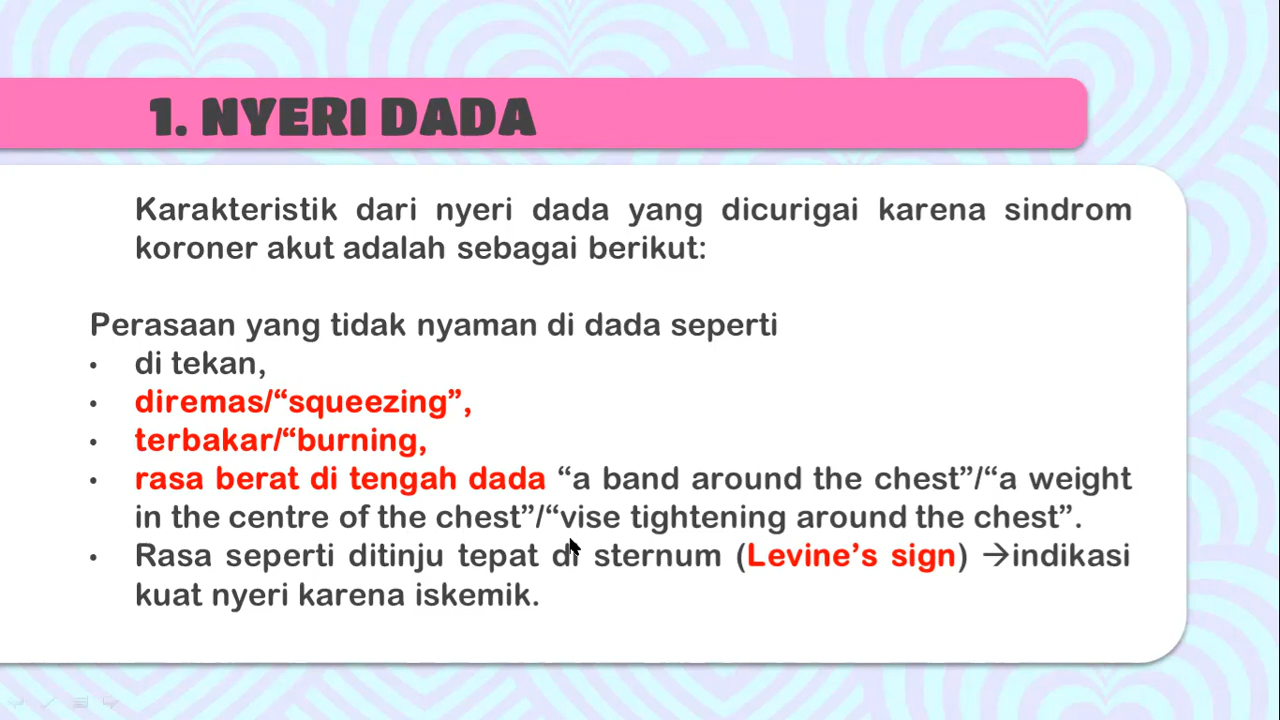 1. NYERI DADA
Karakteristik dari nyeri dada yang dicurigai karena sindrom
koroner akut adalah sebagai berikut:
Perasaan yang tidak nyaman di dada seperti
• di tekan,
• diremas/“squeezing”,
• terbakar/“burning,
• rasa berat di tengah dada “a band around the chest”/“a weight
in the centre of the chest”/“vise tightening around the chest”.
• Rasa seperti ditinju tepat di sternum (Levine’s sign) →indikasi
kuat nyeri karena iskemik.